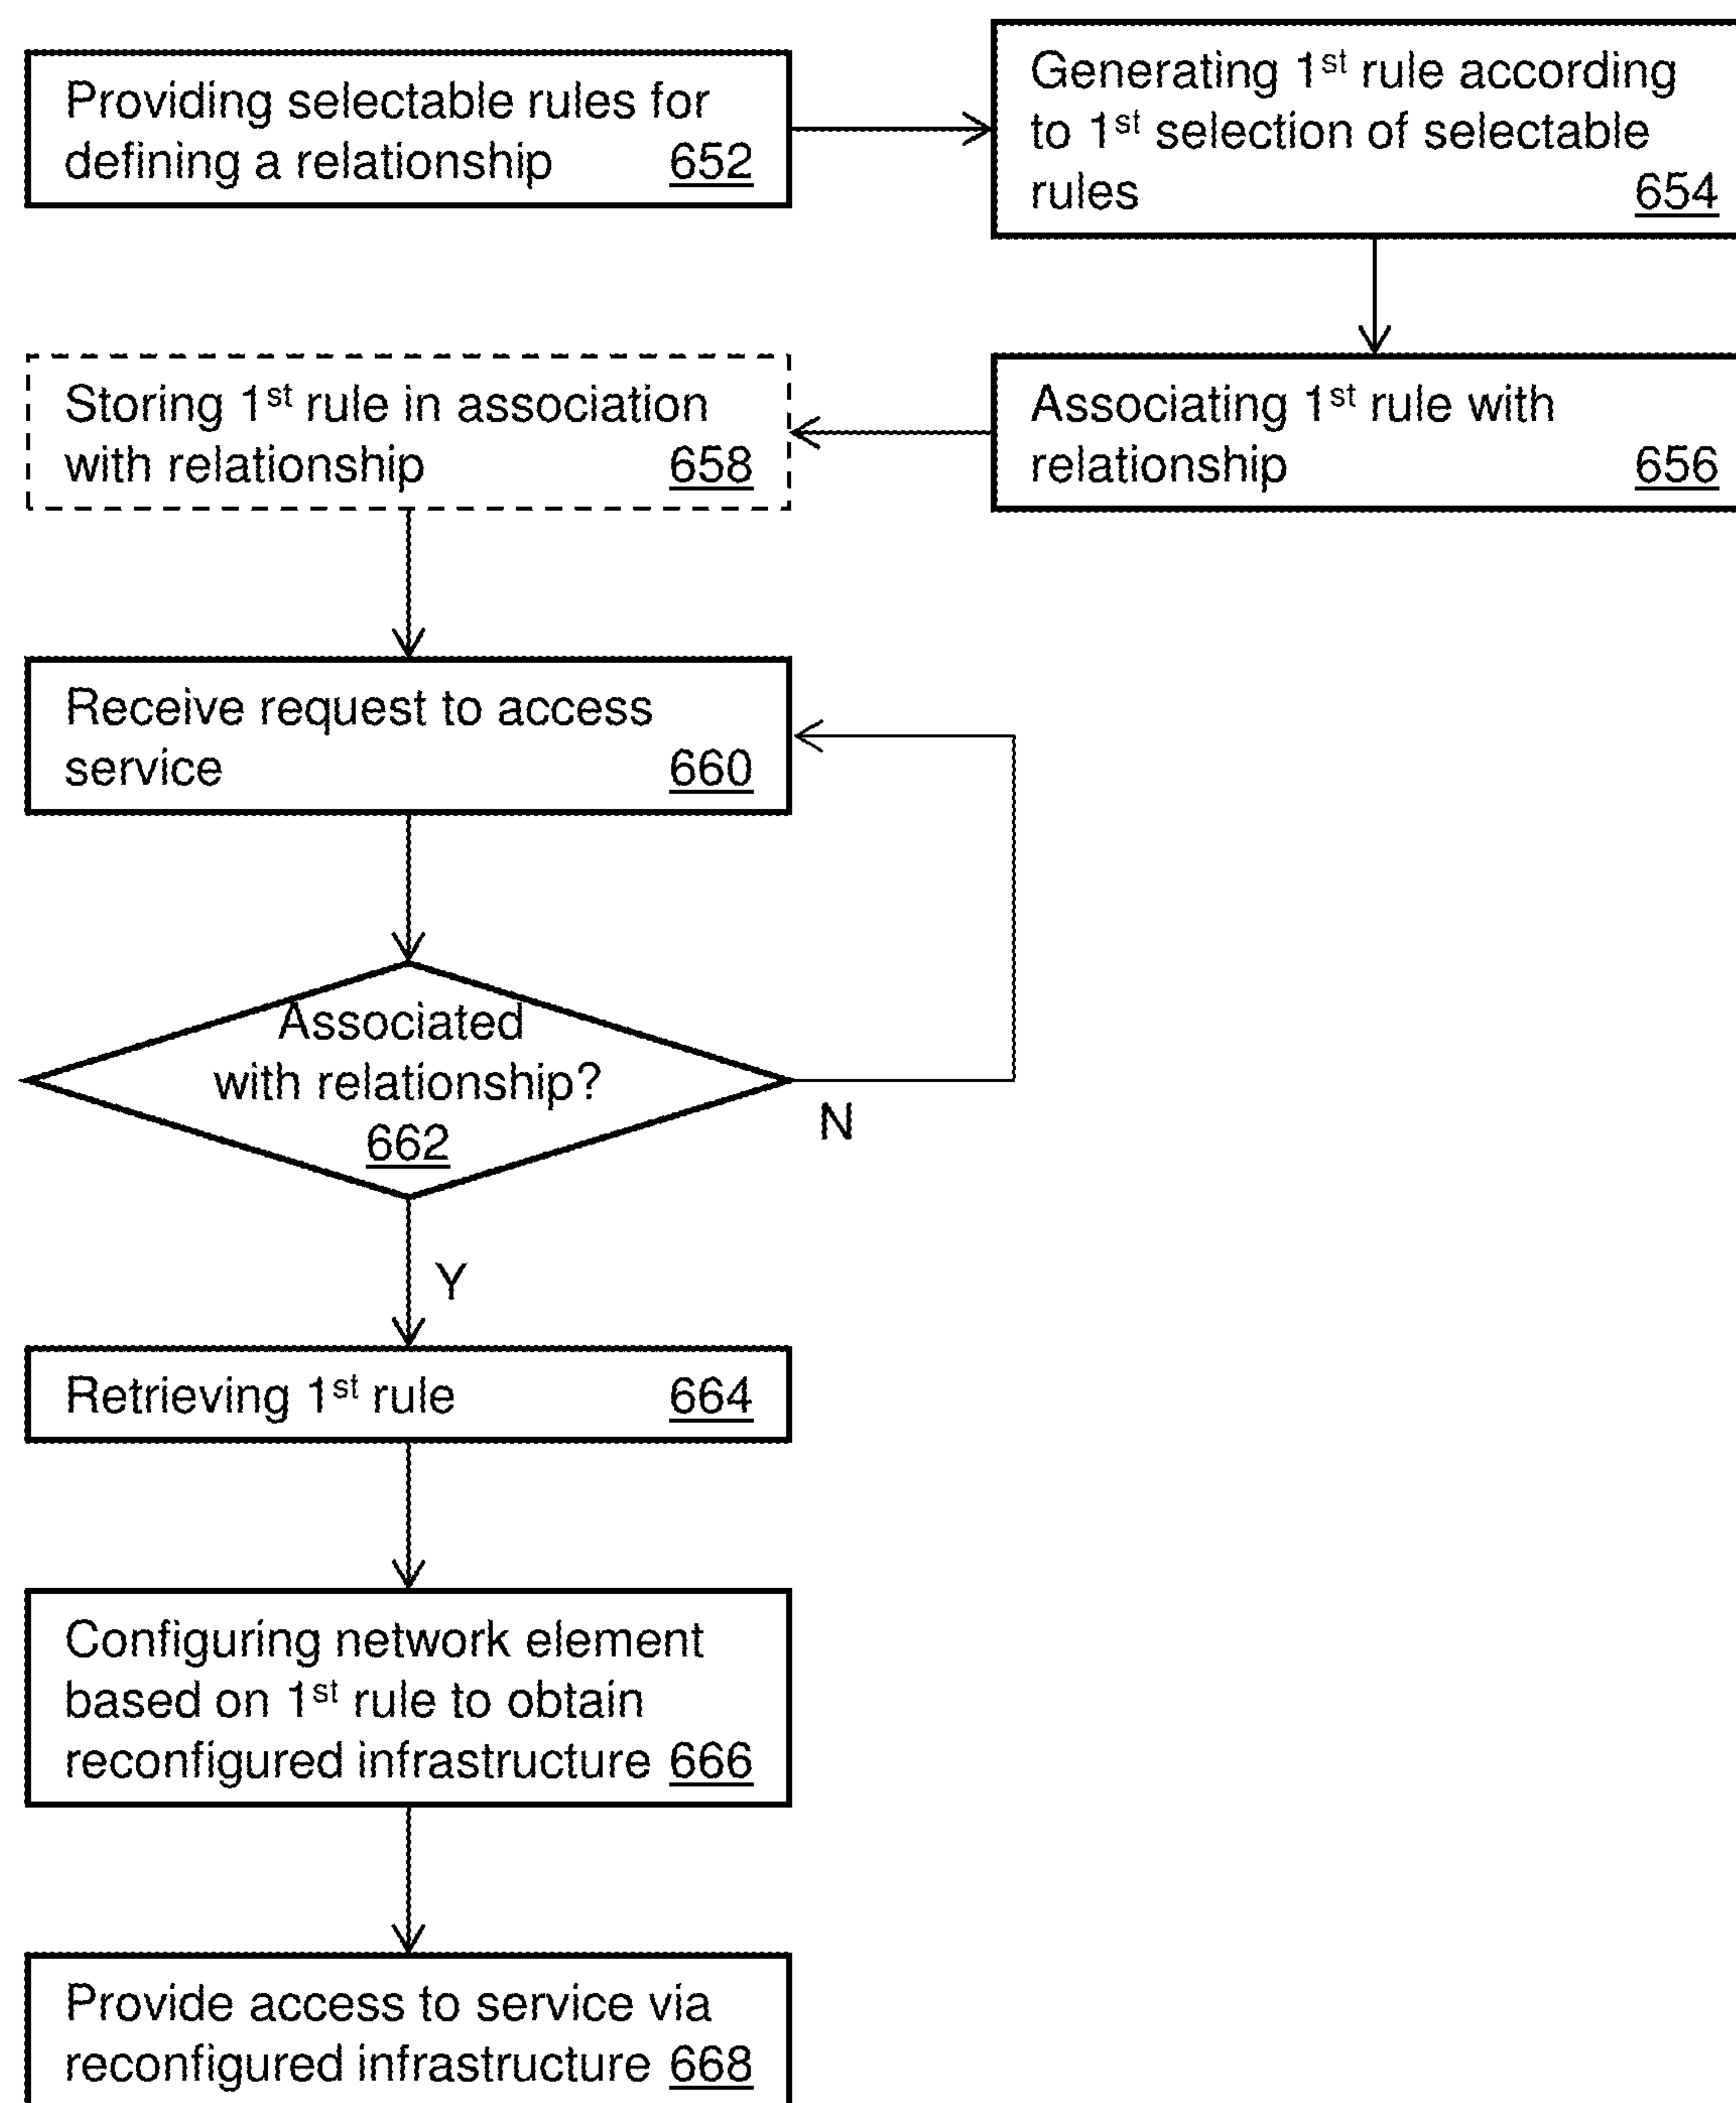 Providing selectable rules for
defining a relationship 652
Generating 1st rule according
to 1st selection of selectable
rules 654
Associating 1st rule with
relationship 656
Storing 1st rule in association
with relationship 658
Receive request to access
service 660
Associated
with relationship?
662
N
Y
Retrieving 1st rule 664
Configuring network element
based on 1st rule to obtain
reconfigured infrastructure 666
Provide access to service via
reconfigured infrastructure 668